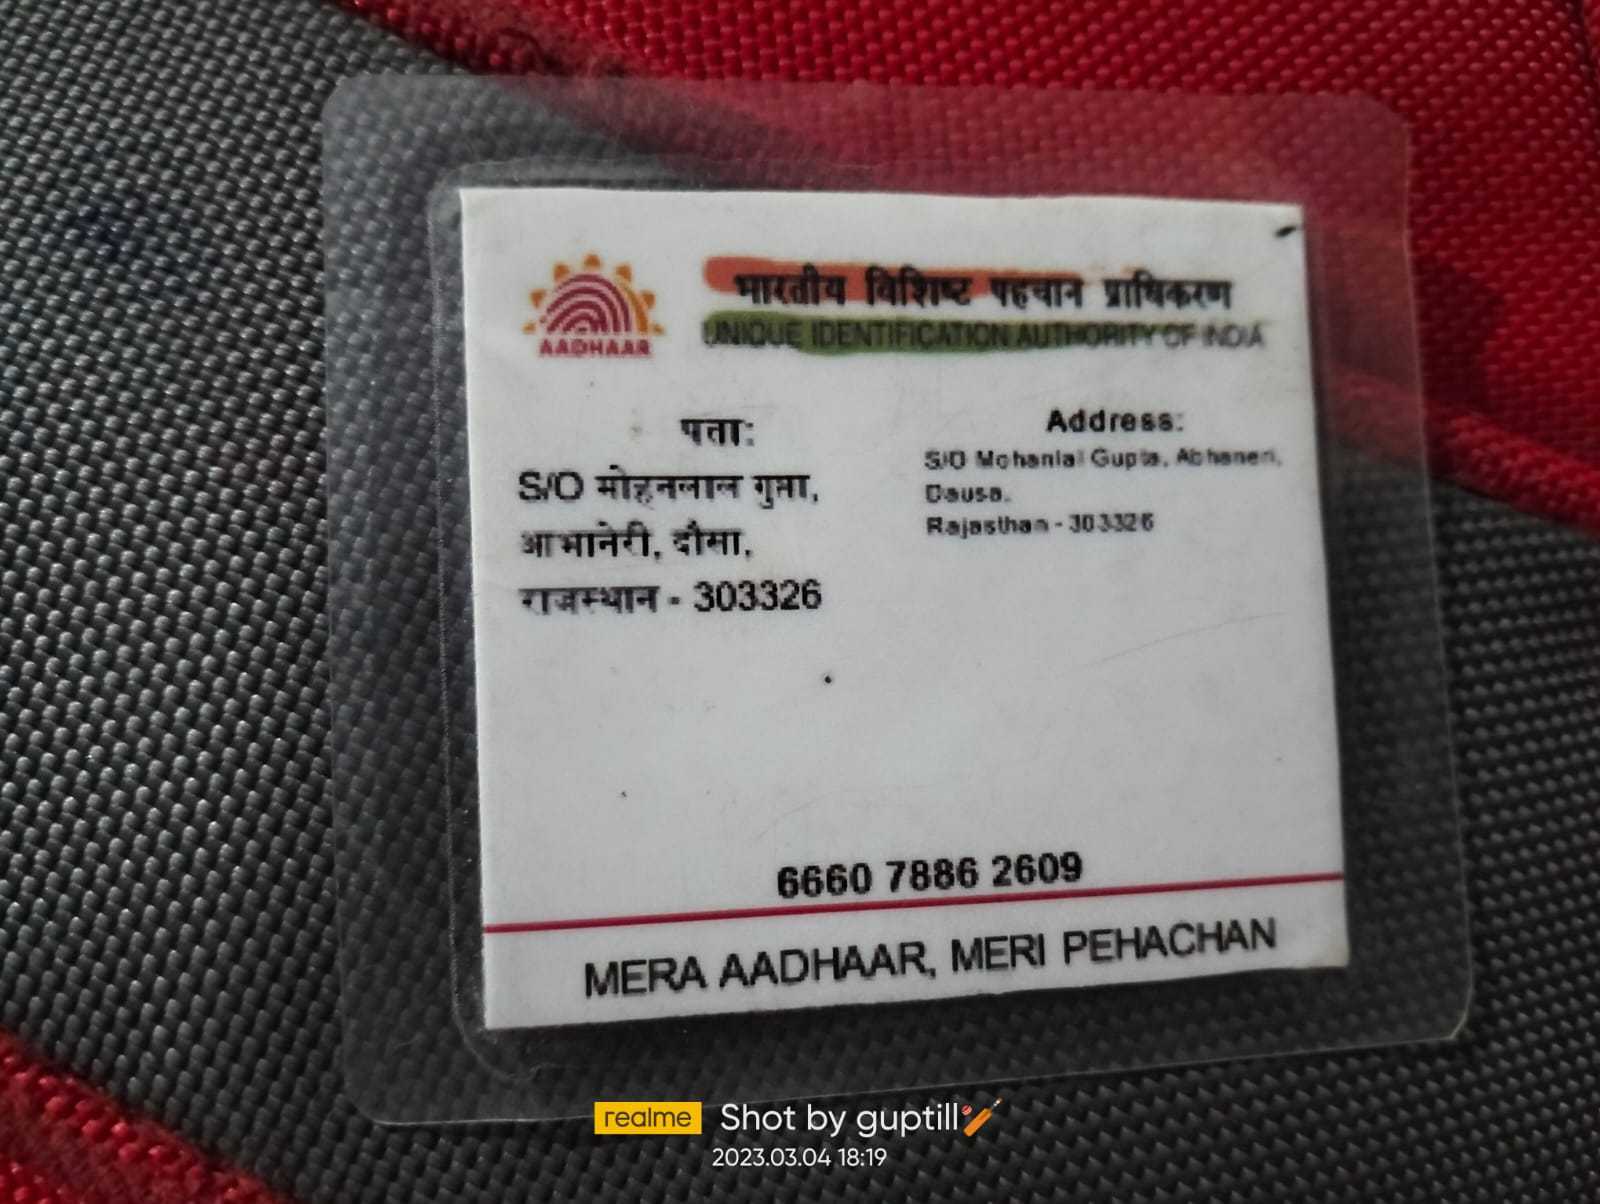 AADHAAR
भारतीय विशिष्ट पहचान प्राधिकरण
UNIQUE IDENTIFICATION AUTHORITY OF INDIA
पता:
S/O मोहनलाल गुप्ता,
आभानेरी, दौसा,
राजस्थान - 303326
Address:
S/O Mohanlal Gupta, Abhaneri,
Dausa,
Rajasthan - 303326
6660 7886 2609
MERA AADHAAR, MERI PEHACHAN
realme Shot by guptill
2023.03.04 18:19